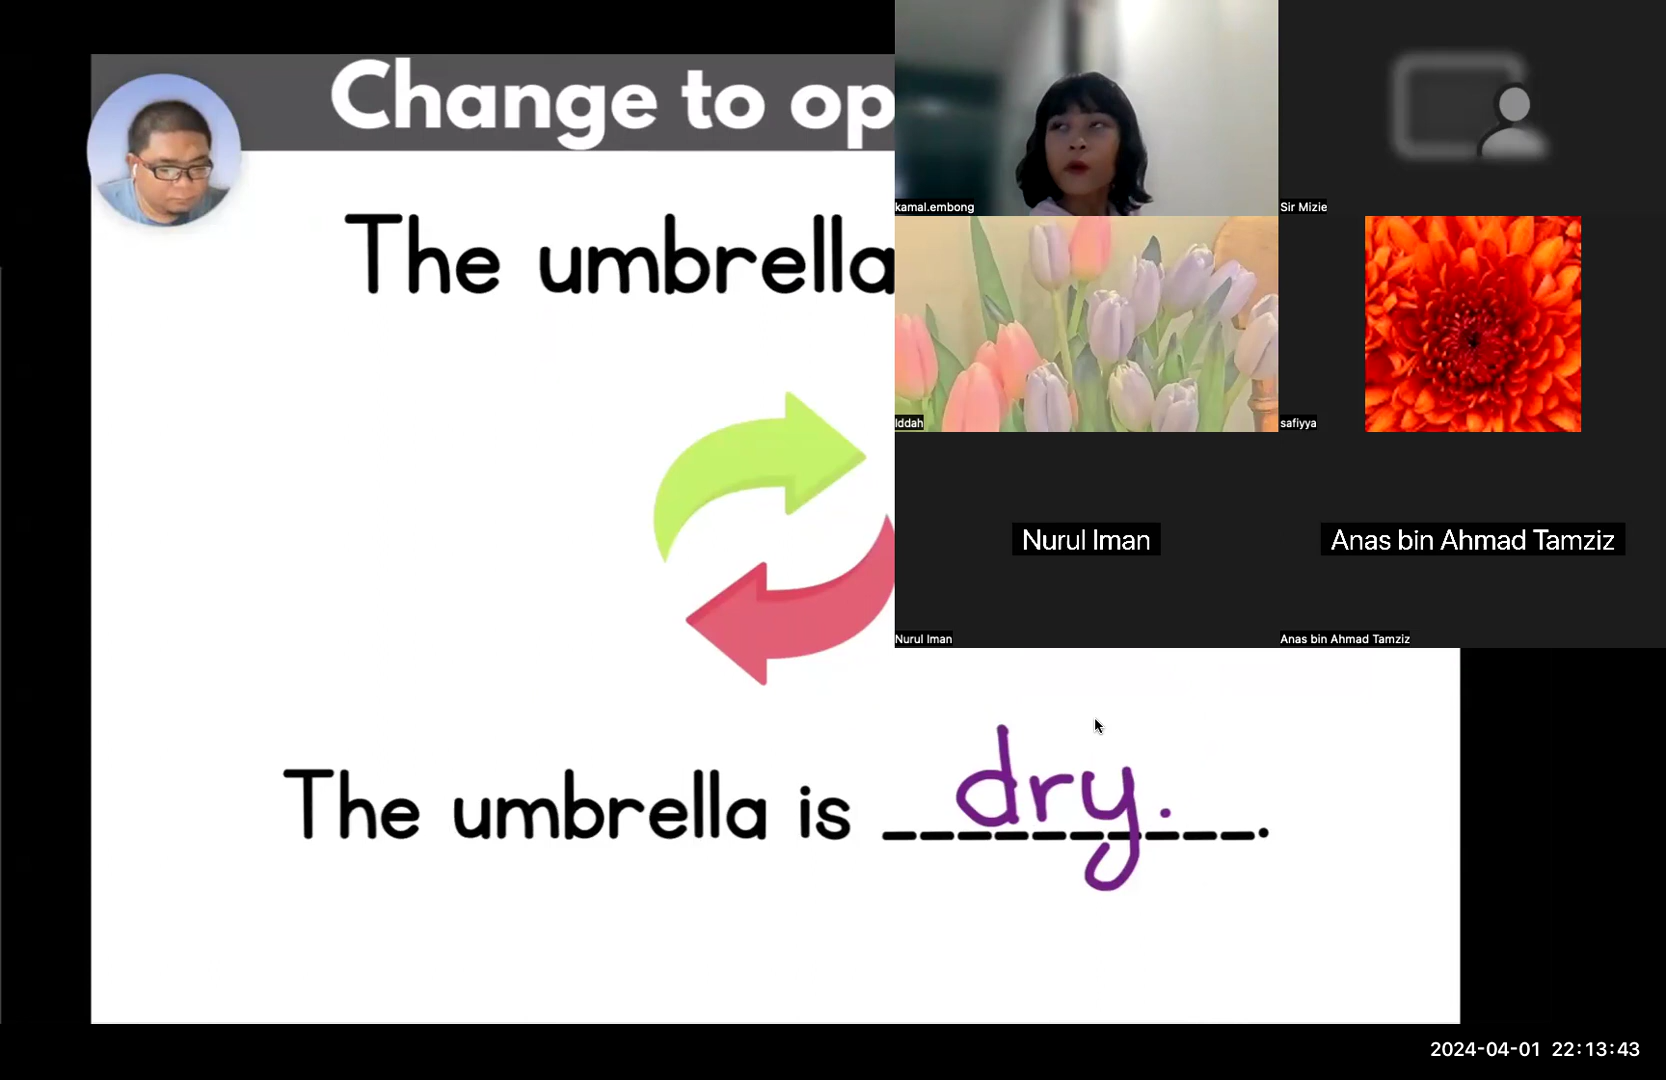 Change to op
The umbrella
The umbrella is dry.
kamal.embong
Sir Mizie
Iddah
safiyya
Nurul Iman
Anas bin Ahmad Tamziz
Nurul Iman
Anas bin Ahmad Tamziz
2024-04-01 22:13:43